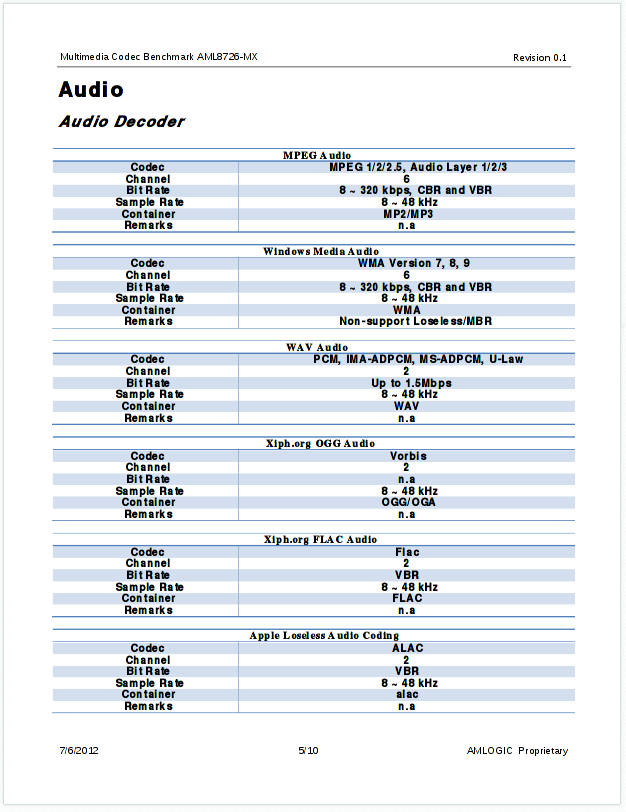 Multimedia Codec Benchmark AML8726-MX Revision 0.1
Audio
Audio Decoder
MPEG Audio
Codec MPEG 1/2/2.5, Audio Layer 1/2/3
Channel 6
Bit Rate 8 ~ 320 kbps, CBR and VBR
Sample Rate 8 ~ 48 kHz
Container MP2/MP3
Remarks n.a
Windows Media Audio
Codec WMA Version 7, 8, 9
Channel 6
Bit Rate 8 ~ 320 kbps, CBR and VBR
Sample Rate 8 ~ 48 kHz
Container WMA
Remarks Non-support Loseless/MBR
WAV Audio
Codec PCM, IMA-ADPCM, MS-ADPCM, U-Law
Channel 2
Bit Rate Up to 1.5Mbps
Sample Rate 8 ~ 48 kHz
Container WAV
Remarks n.a
Xiph.org OGG Audio
Codec Vorbis
Channel 2
Bit Rate n.a
Sample Rate 8 ~ 48 kHz
Container OGG/OGA
Remarks n.a
Xiph.org FLAC Audio
Codec Flac
Channel 2
Bit Rate VBR
Sample Rate 8 ~ 48 kHz
Container FLAC
Remarks n.a
Apple Loseless Audio Coding
Codec ALAC
Channel 2
Bit Rate VBR
Sample Rate 8 ~ 48 kHz
Container alac
Remarks n.a
7/6/2012 5/10 AMLOGIC Proprietary